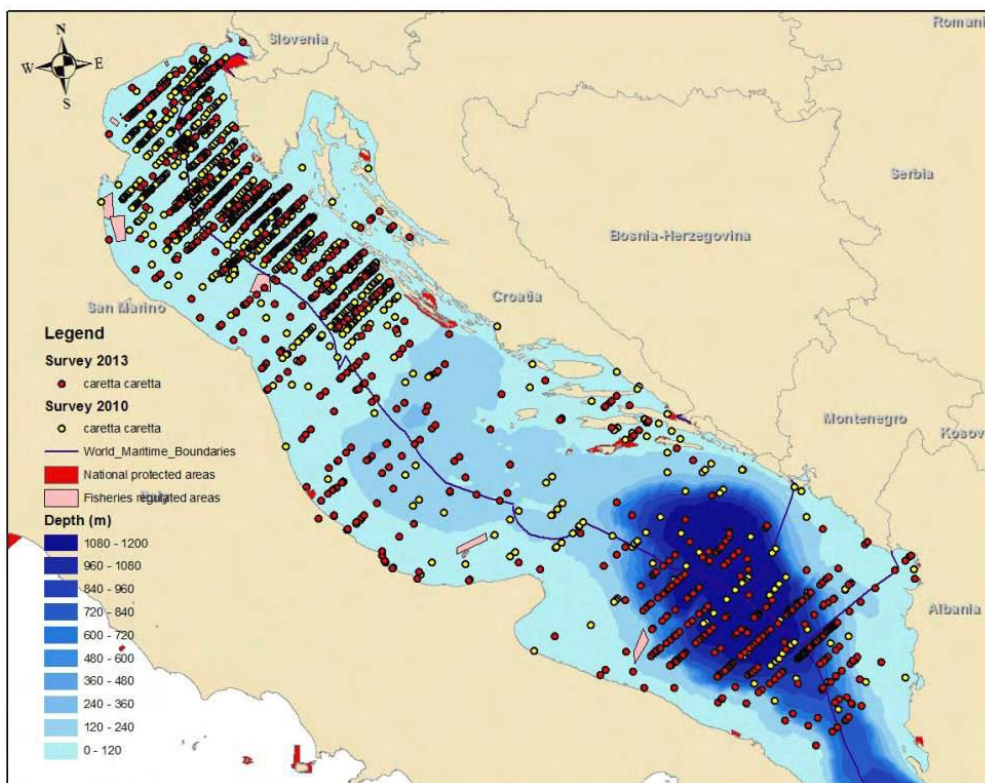 N
W E
S
Slovenia
Romani
Serbia
Bosnia-Herzegovina
Croatia
San Marino
Montenegro
Kosov
Albania
Legend
Survey 2013
caretta caretta
Survey 2010
caretta caretta
World_Maritime_Boundaries
National protected areas
Fisheries regulated areas
Depth (m)
1080 - 1200
960 - 1080
840 - 960
720 - 840
600 - 720
480 - 600
360 - 480
240 - 360
120 - 240
0 - 120